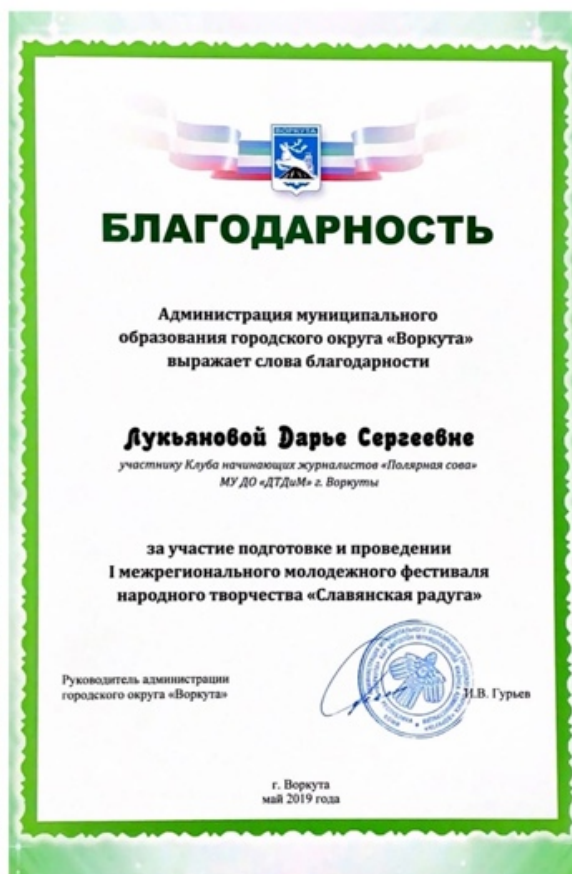 ВОРКУТА
БЛАГОДАРНОСТЬ
Администрация муниципального
образования городского округа «Воркута»
выражает слова благодарности
Лукьяновой Дарье Сергеевне
участнику Клуба начинающих журналистов «Полярная сова»
МУ ДО «ДТДиМ» г. Воркуты
за участие подготовке и проведении
I межрегионального молодежного фестиваля
народного творчества «Славянская радуга»
Руководитель администрации
городского округа «Воркута»
И.В. Гурьев
г. Воркута
май 2019 года